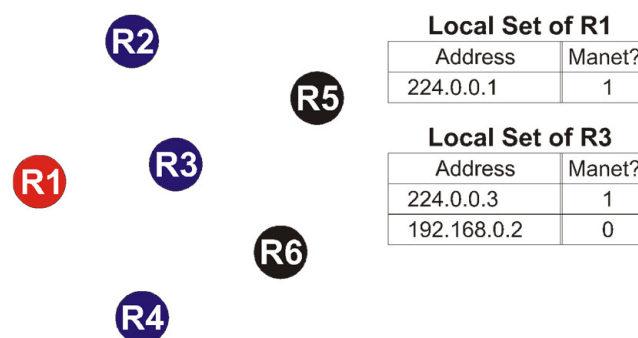 R2
R5
R3
R1
R6
R4
Local Set of R1
Address Manet?
224.0.0.1 1
Local Set of R3
Address Manet?
224.0.0.3 1
192.168.0.2 0